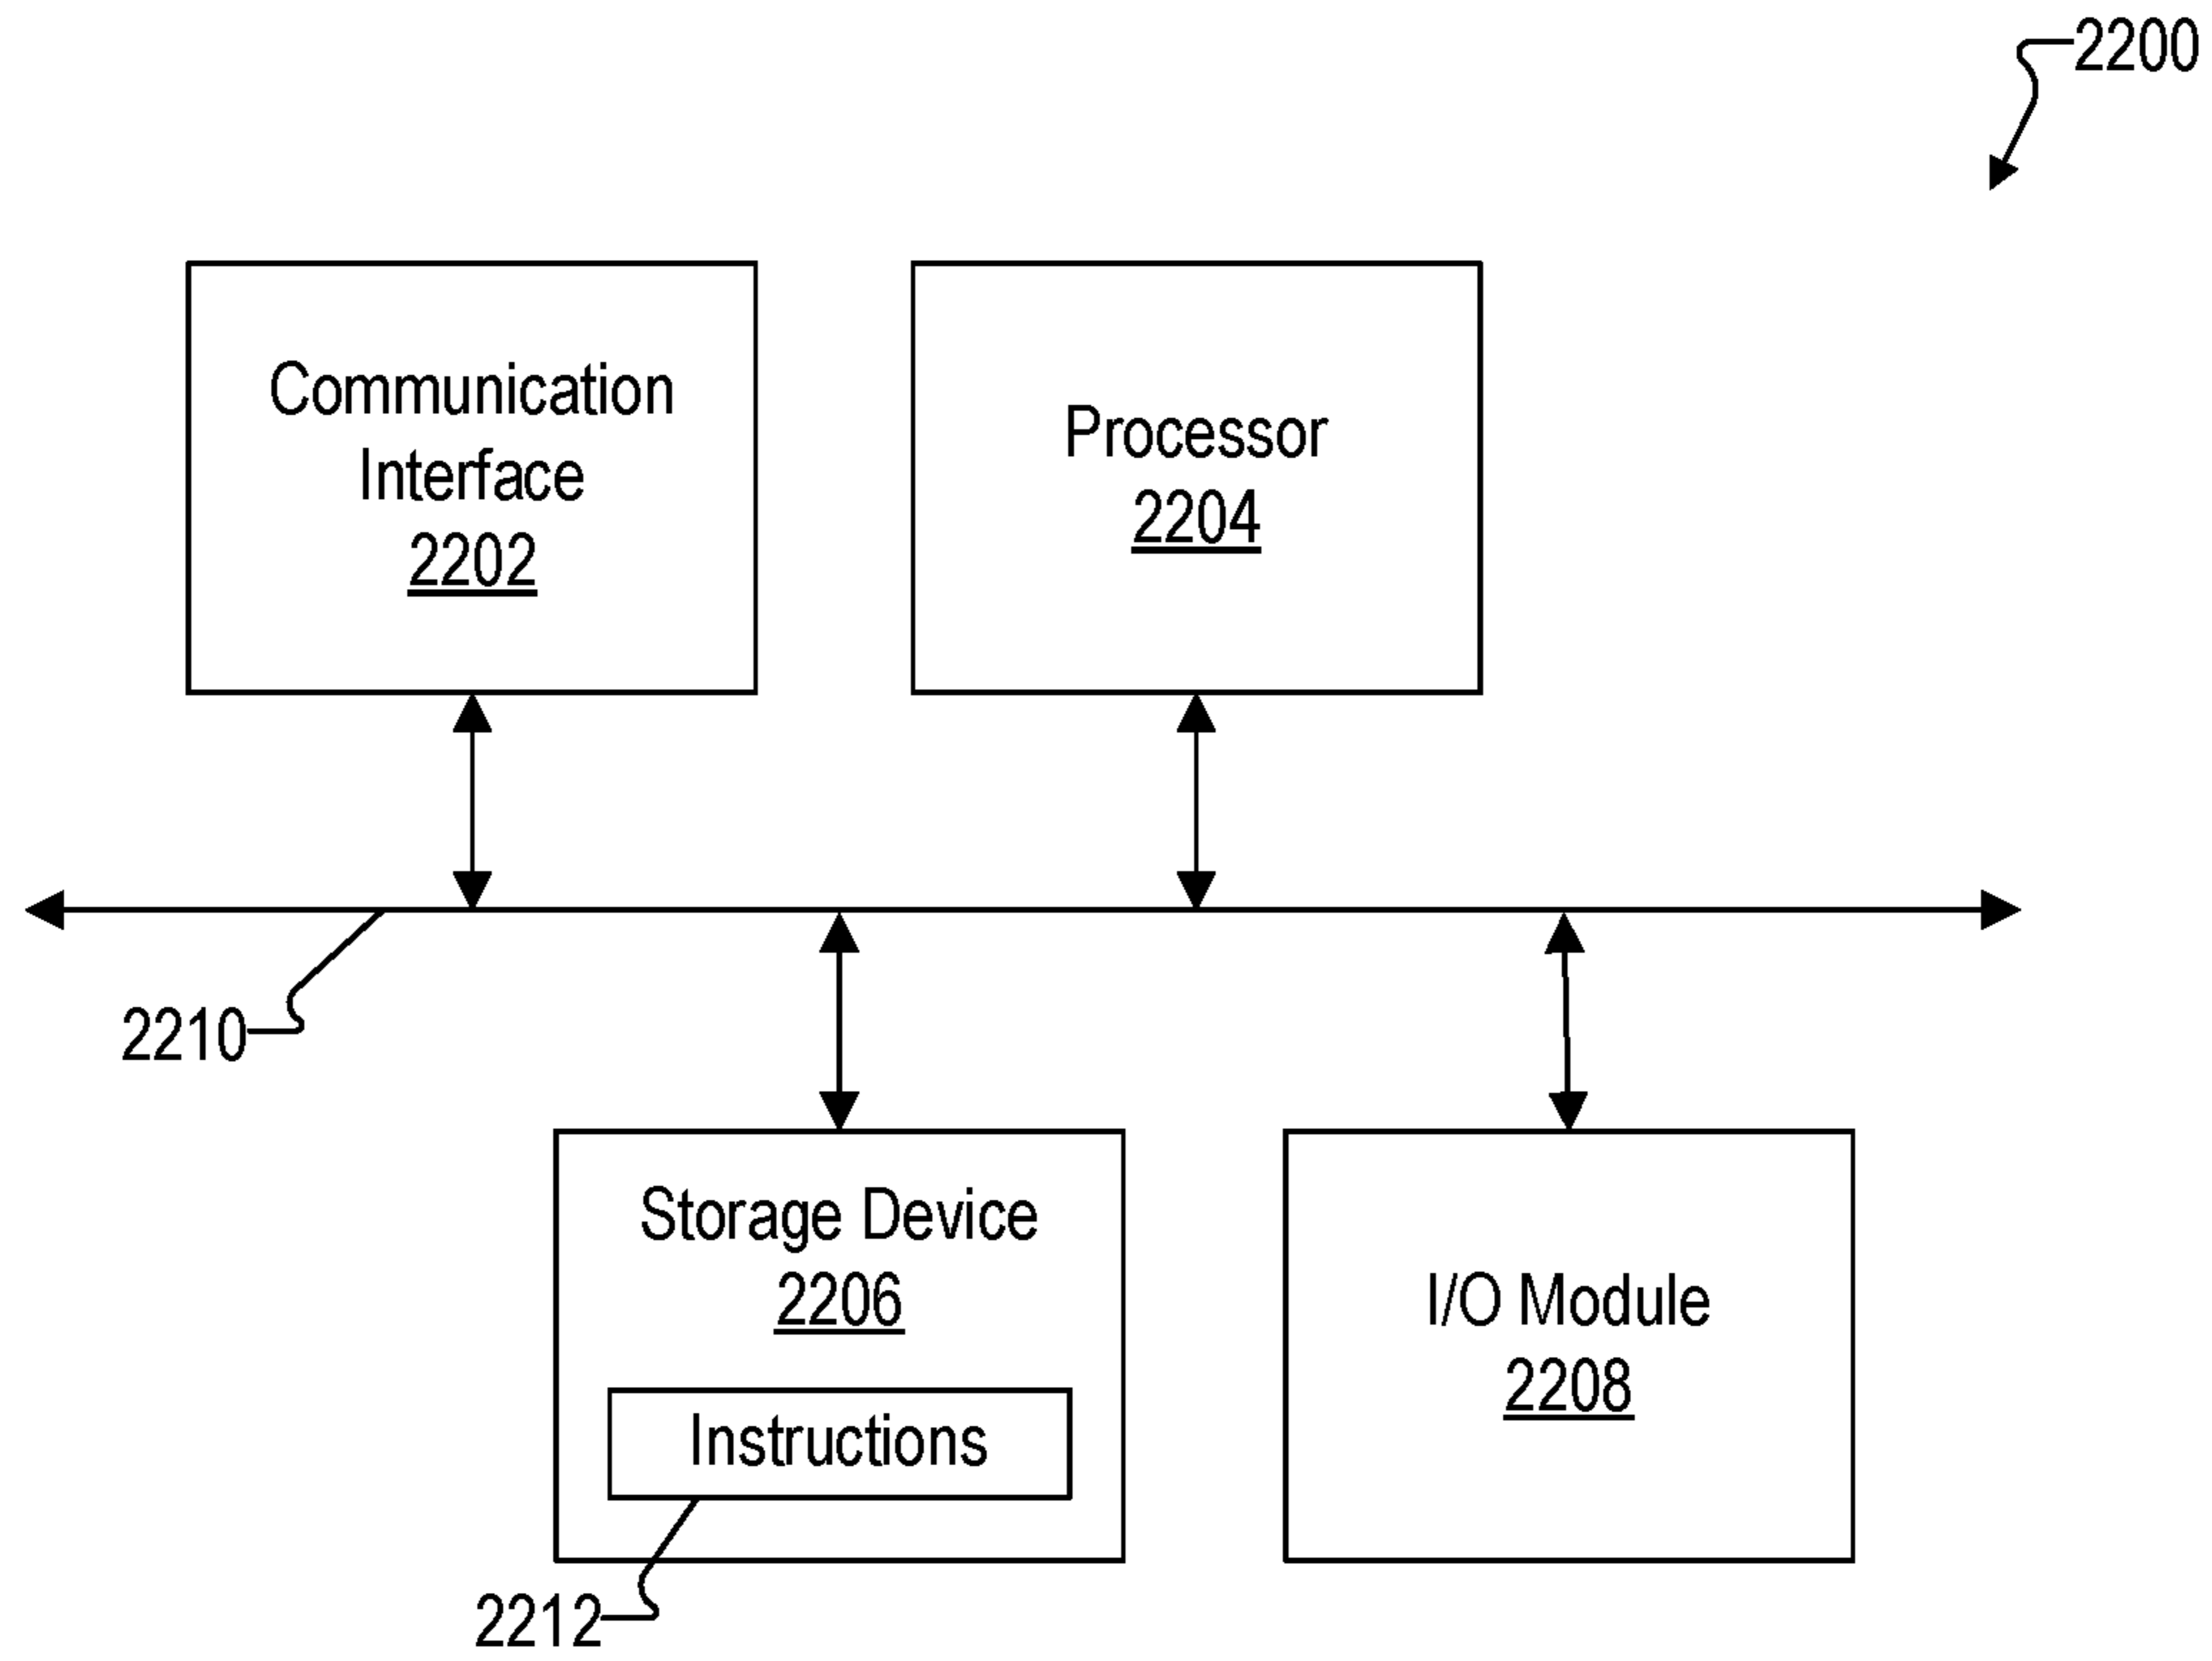 2200
Communication
Interface
2202
Processor
2204
2210
Storage Device
2206
Instructions
2212
I/O Module
2208